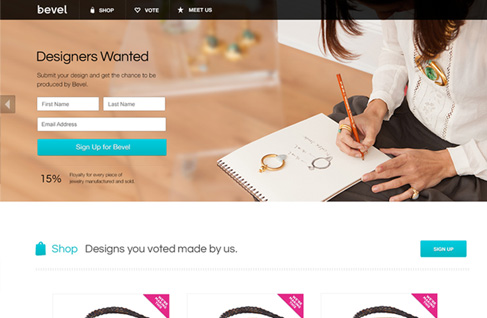 bevel
SHOP
VOTE
MEET US
Designers Wanted
Submit your design and get the chance to be
produced by Bevel.
First Name
Last Name
Email Address
Sign Up for Bevel
15%
Royalty for every piece of
jewelry manufactured and sold.
Shop
Designs you voted made by us.
SIGN UP